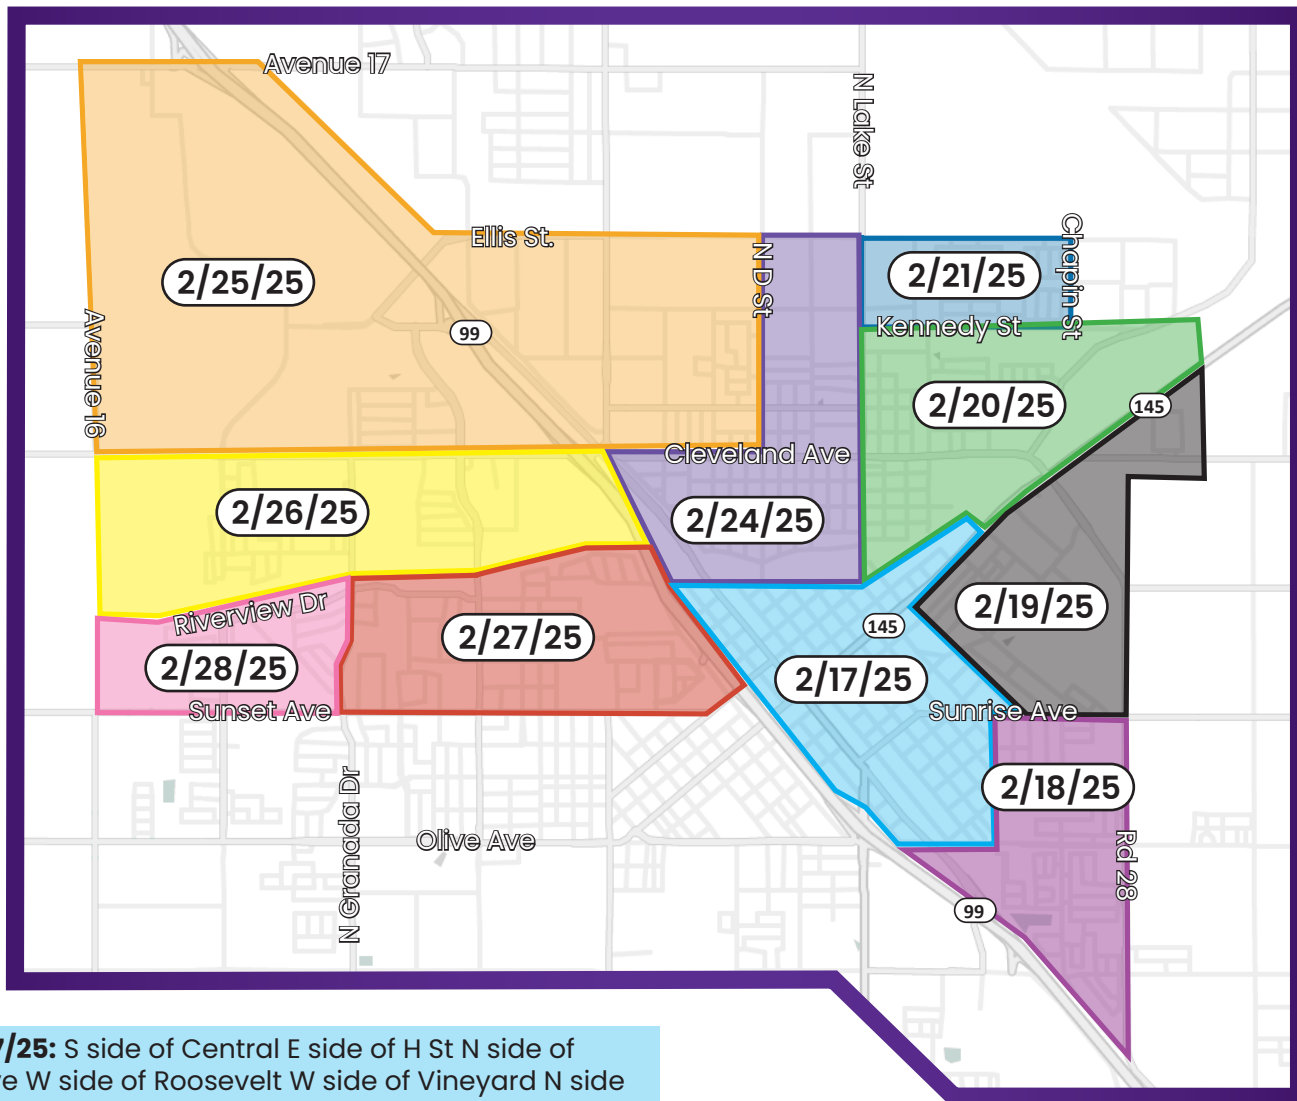 Avenue 17
N Lake St
Ellis St.
Chapin St
N D St
2/25/25
2/21/25
Kennedy St
99
Avenue 16
2/20/25
145
Cleveland Ave
2/26/25
2/24/25
Riverview Dr
2/19/25
145
2/27/25
2/28/25
2/17/25
Sunset Ave
Sunrise Ave
2/18/25
N Granada Dr
Olive Ave
Rd 28
99
7/25: S side of Central E side of H St N side of
e W side of Roosevelt W side of Vineyard N side